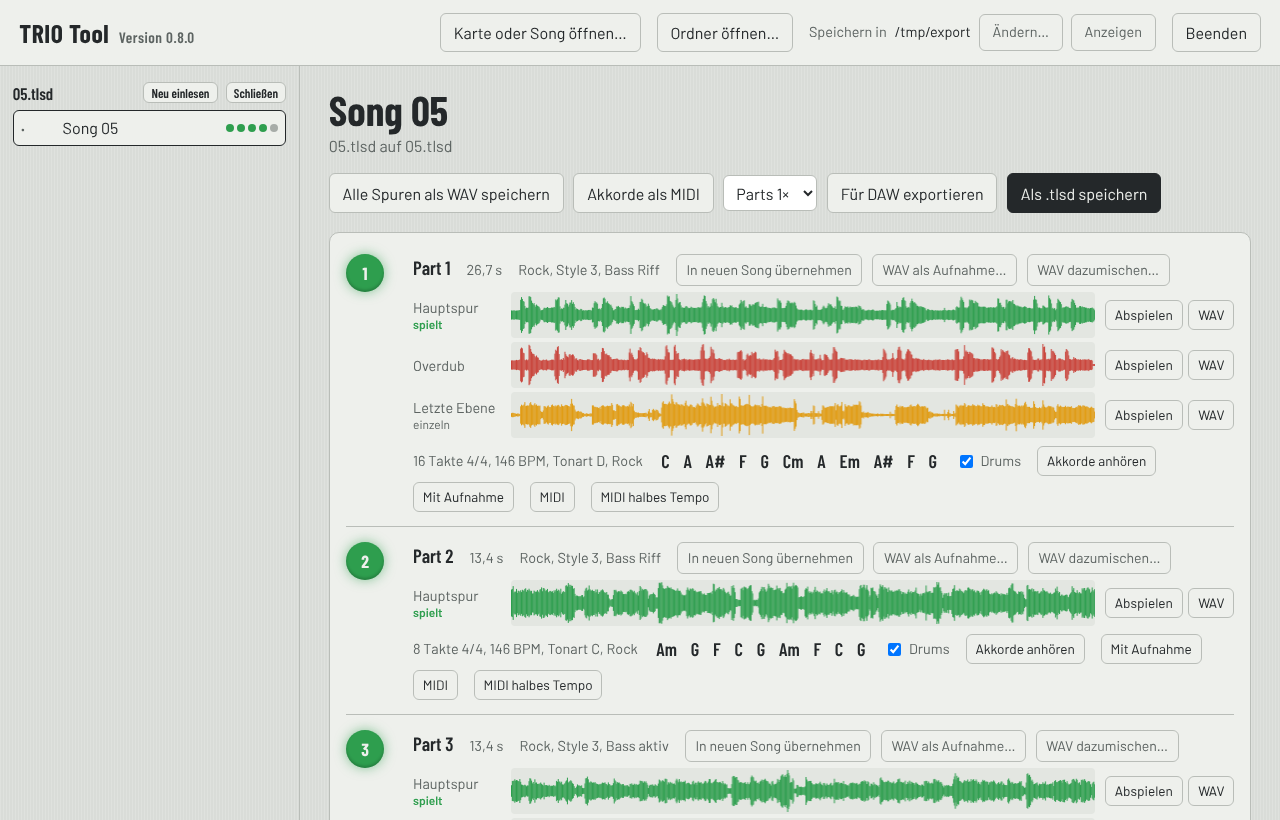 TRIO Tool Version 0.8.0
Karte oder Song öffnen... Ordner öffnen... Speichern in /tmp/export Ändern... Anzeigen Beenden
05.tlsd Neu einlesen Schließen
· Song 05
Song 05
05.tlsd auf 05.tlsd
Alle Spuren als WAV speichern Akkorde als MIDI Parts 1× Für DAW exportieren Als .tlsd speichern
1 Part 1 26,7 s Rock, Style 3, Bass Riff In neuen Song übernehmen WAV als Aufnahme... WAV dazumischen...
Hauptspur
spielt
Abspielen WAV
Overdub Abspielen WAV
Letzte Ebene
einzeln
Abspielen WAV
16 Takte 4/4, 146 BPM, Tonart D, Rock C A A# F G Cm A Em A# F G Drums Akkorde anhören
Mit Aufnahme MIDI MIDI halbes Tempo
2 Part 2 13,4 s Rock, Style 3, Bass Riff In neuen Song übernehmen WAV als Aufnahme... WAV dazumischen...
Hauptspur
spielt
Abspielen WAV
8 Takte 4/4, 146 BPM, Tonart C, Rock Am G F C G Am F C G Drums Akkorde anhören Mit Aufnahme
MIDI MIDI halbes Tempo
3 Part 3 13,4 s Rock, Style 3, Bass aktiv In neuen Song übernehmen WAV als Aufnahme... WAV dazumischen...
Hauptspur
spielt
Abspielen WAV